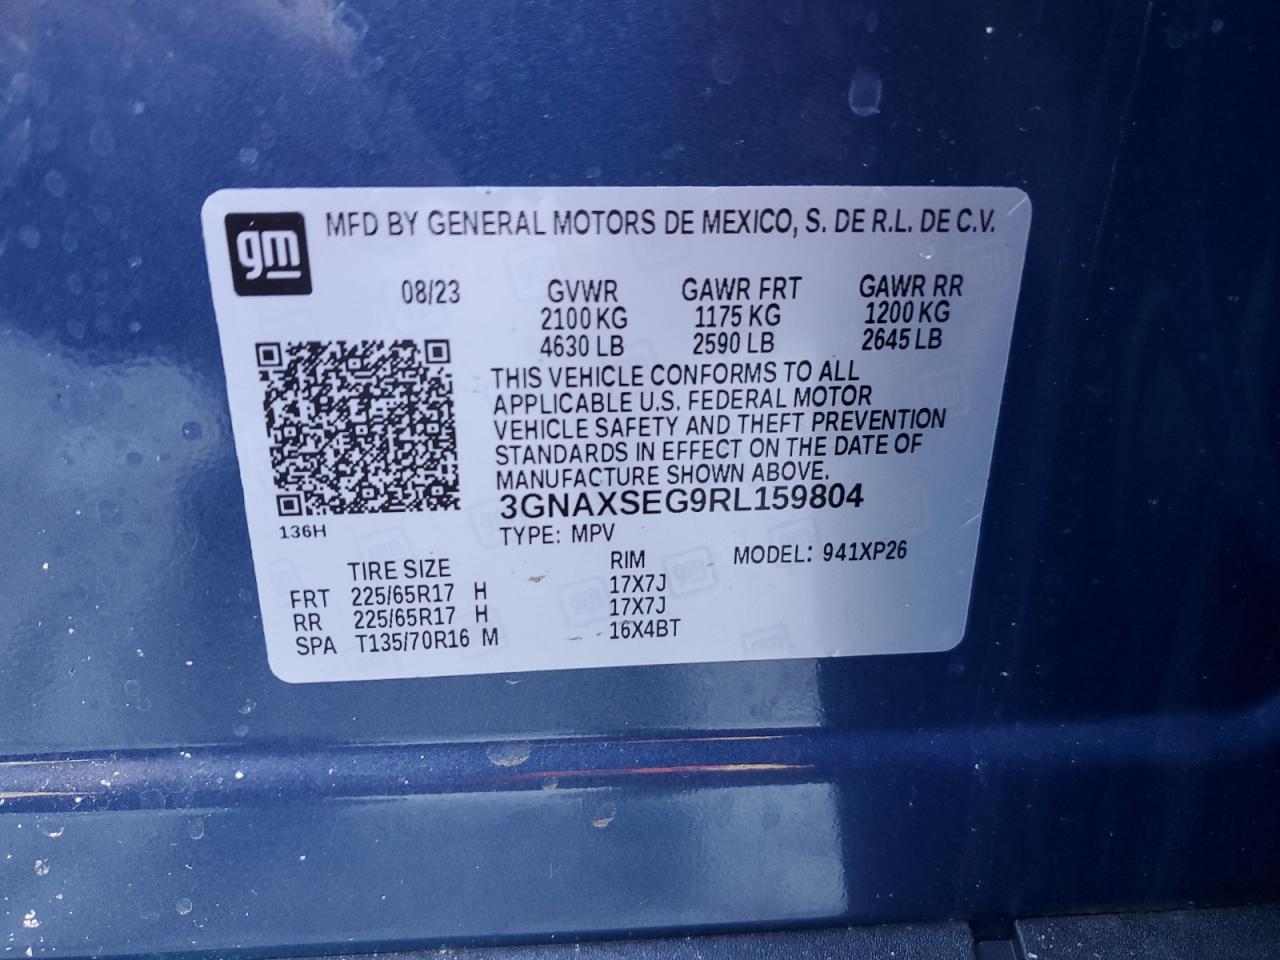 gm
MFD BY GENERAL MOTORS DE MEXICO, S. DE R.L. DE C.V.
08/23 GVWR GAWR FRT GAWR RR
2100 KG 1175 KG 1200 KG
4630 LB 2590 LB 2645 LB
THIS VEHICLE CONFORMS TO ALL
APPLICABLE U.S. FEDERAL MOTOR
VEHICLE SAFETY AND THEFT PREVENTION
STANDARDS IN EFFECT ON THE DATE OF
MANUFACTURE SHOWN ABOVE.
3GNAXSEG9RL159804
136H
TYPE: MPV
TIRE SIZE RIM MODEL: 941XP26
FRT 225/65R17 H 17X7J
RR 225/65R17 H 17X7J
SPA T135/70R16 M 16X4BT